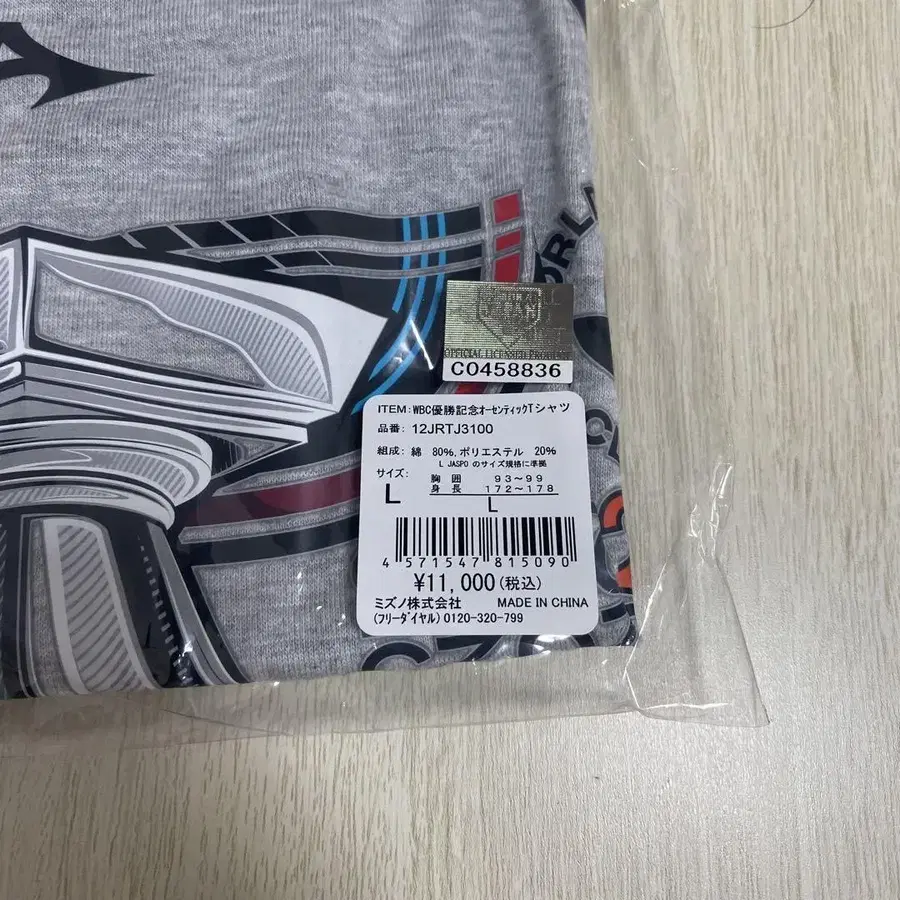 JAPAN
OFFICIAL LICENSED PRODUCT
C0458836
ITEM:WBC優勝記念ｵｰｾﾝﾃｨｯｸTシャツ
品番: 12JRTJ3100
組成: 綿 80%,ポリエステル 20%
L JASPO のサイズ規格に準拠
サイズ:
L
胸囲 93～99
身長 172～178
L
4 571547 815090
¥11,000(税込)
ミズノ株式会社 MADE IN CHINA
(ﾌﾘｰﾀﾞｲﾔﾙ) 0120-320-799